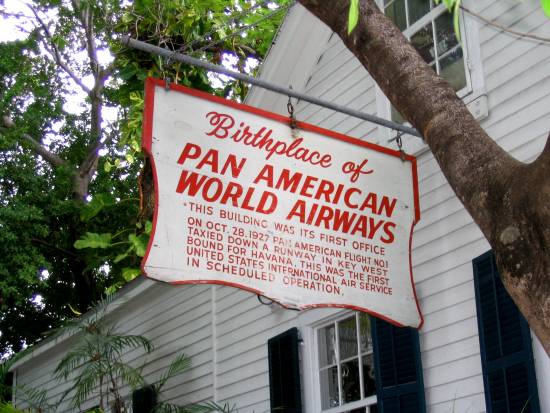 Birthplace of
PAN AMERICAN
WORLD AIRWAYS
*THIS BUILDING WAS ITS FIRST OFFICE
ON OCT. 28, 1927 PAN AMERICAN FLIGHT NO1
TAXIED DOWN A RUNWAY IN KEY WEST
BOUND FOR HAVANA. THIS WAS THE FIRST
UNITED STATES INTERNATIONAL AIR SERVICE
IN SCHEDULED OPERATION.